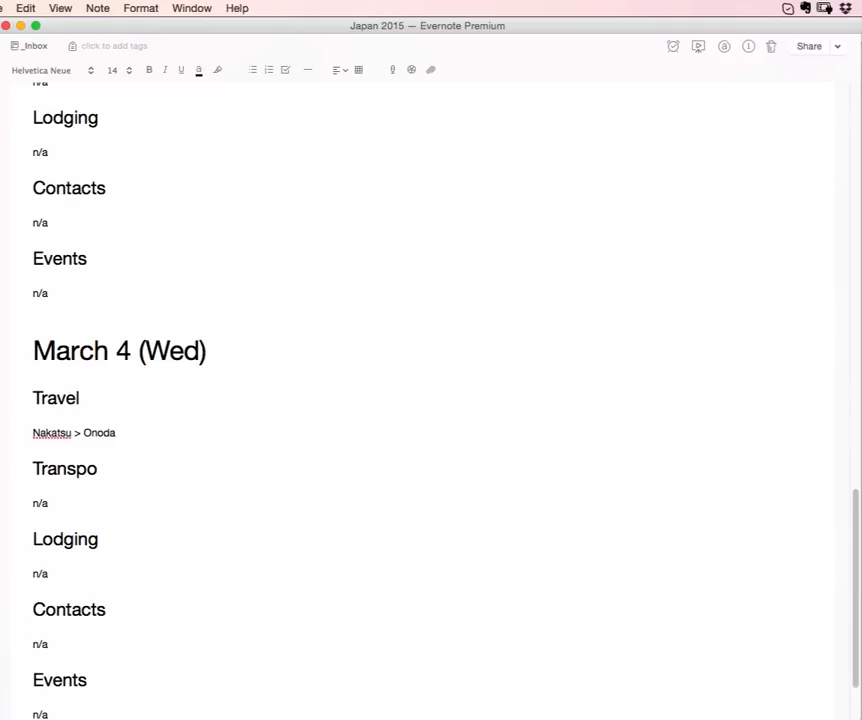 Edit View Note Format Window Help
Japan 2015 — Evernote Premium
_Inbox click to add tags
Share
Helvetica Neue 14 B I U a
n/a
Lodging
n/a
Contacts
n/a
Events
n/a
March 4 (Wed)
Travel
Nakatsu > Onoda
Transpo
n/a
Lodging
n/a
Contacts
n/a
Events
n/a